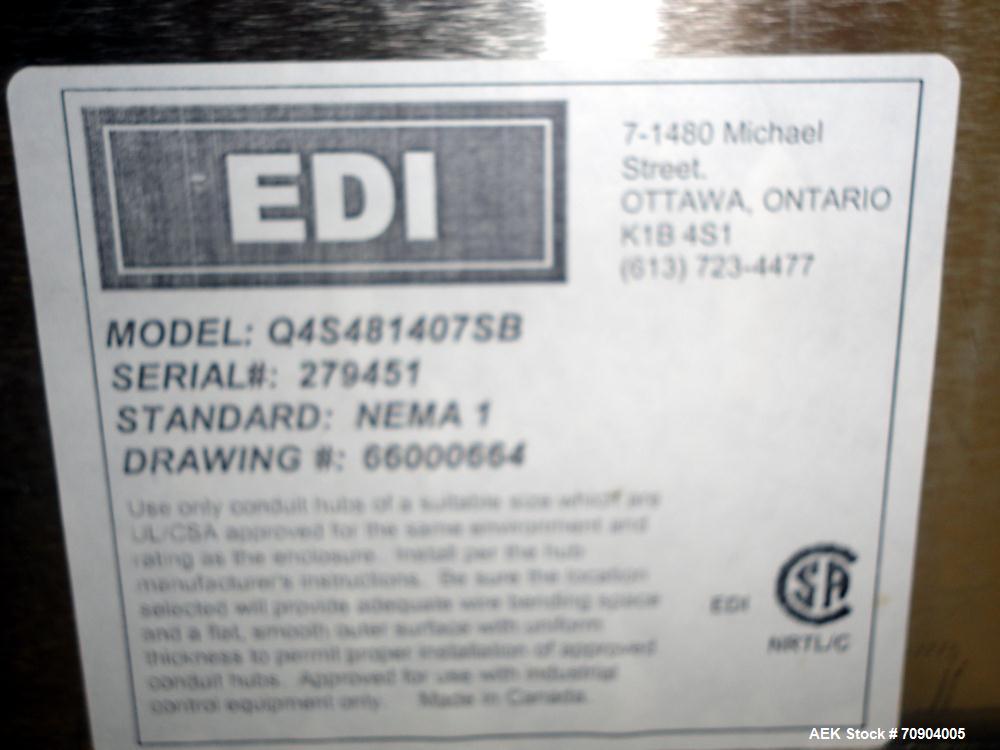 EDI
7-1480 Michael
Street.
OTTAWA, ONTARIO
K1B 4S1
(613) 723-4477
MODEL: Q4S481407SB
SERIAL#: 279451
STANDARD: NEMA 1
DRAWING #: 66000664
Use only conduit hubs of a suitable size which are
UL/CSA approved for the same environment and
rating as the enclosure. Install per the hub
manufacturer's instructions. Be sure the location
selected will provide adequate wire bending space
and a flat, smooth outer surface with uniform
thickness to permit proper installation of approved
conduit hubs. Approved for use with industrial
control equipment only. Made in Canada.
EDI
CSA
NRTL/C
AEK Stock # 70904005